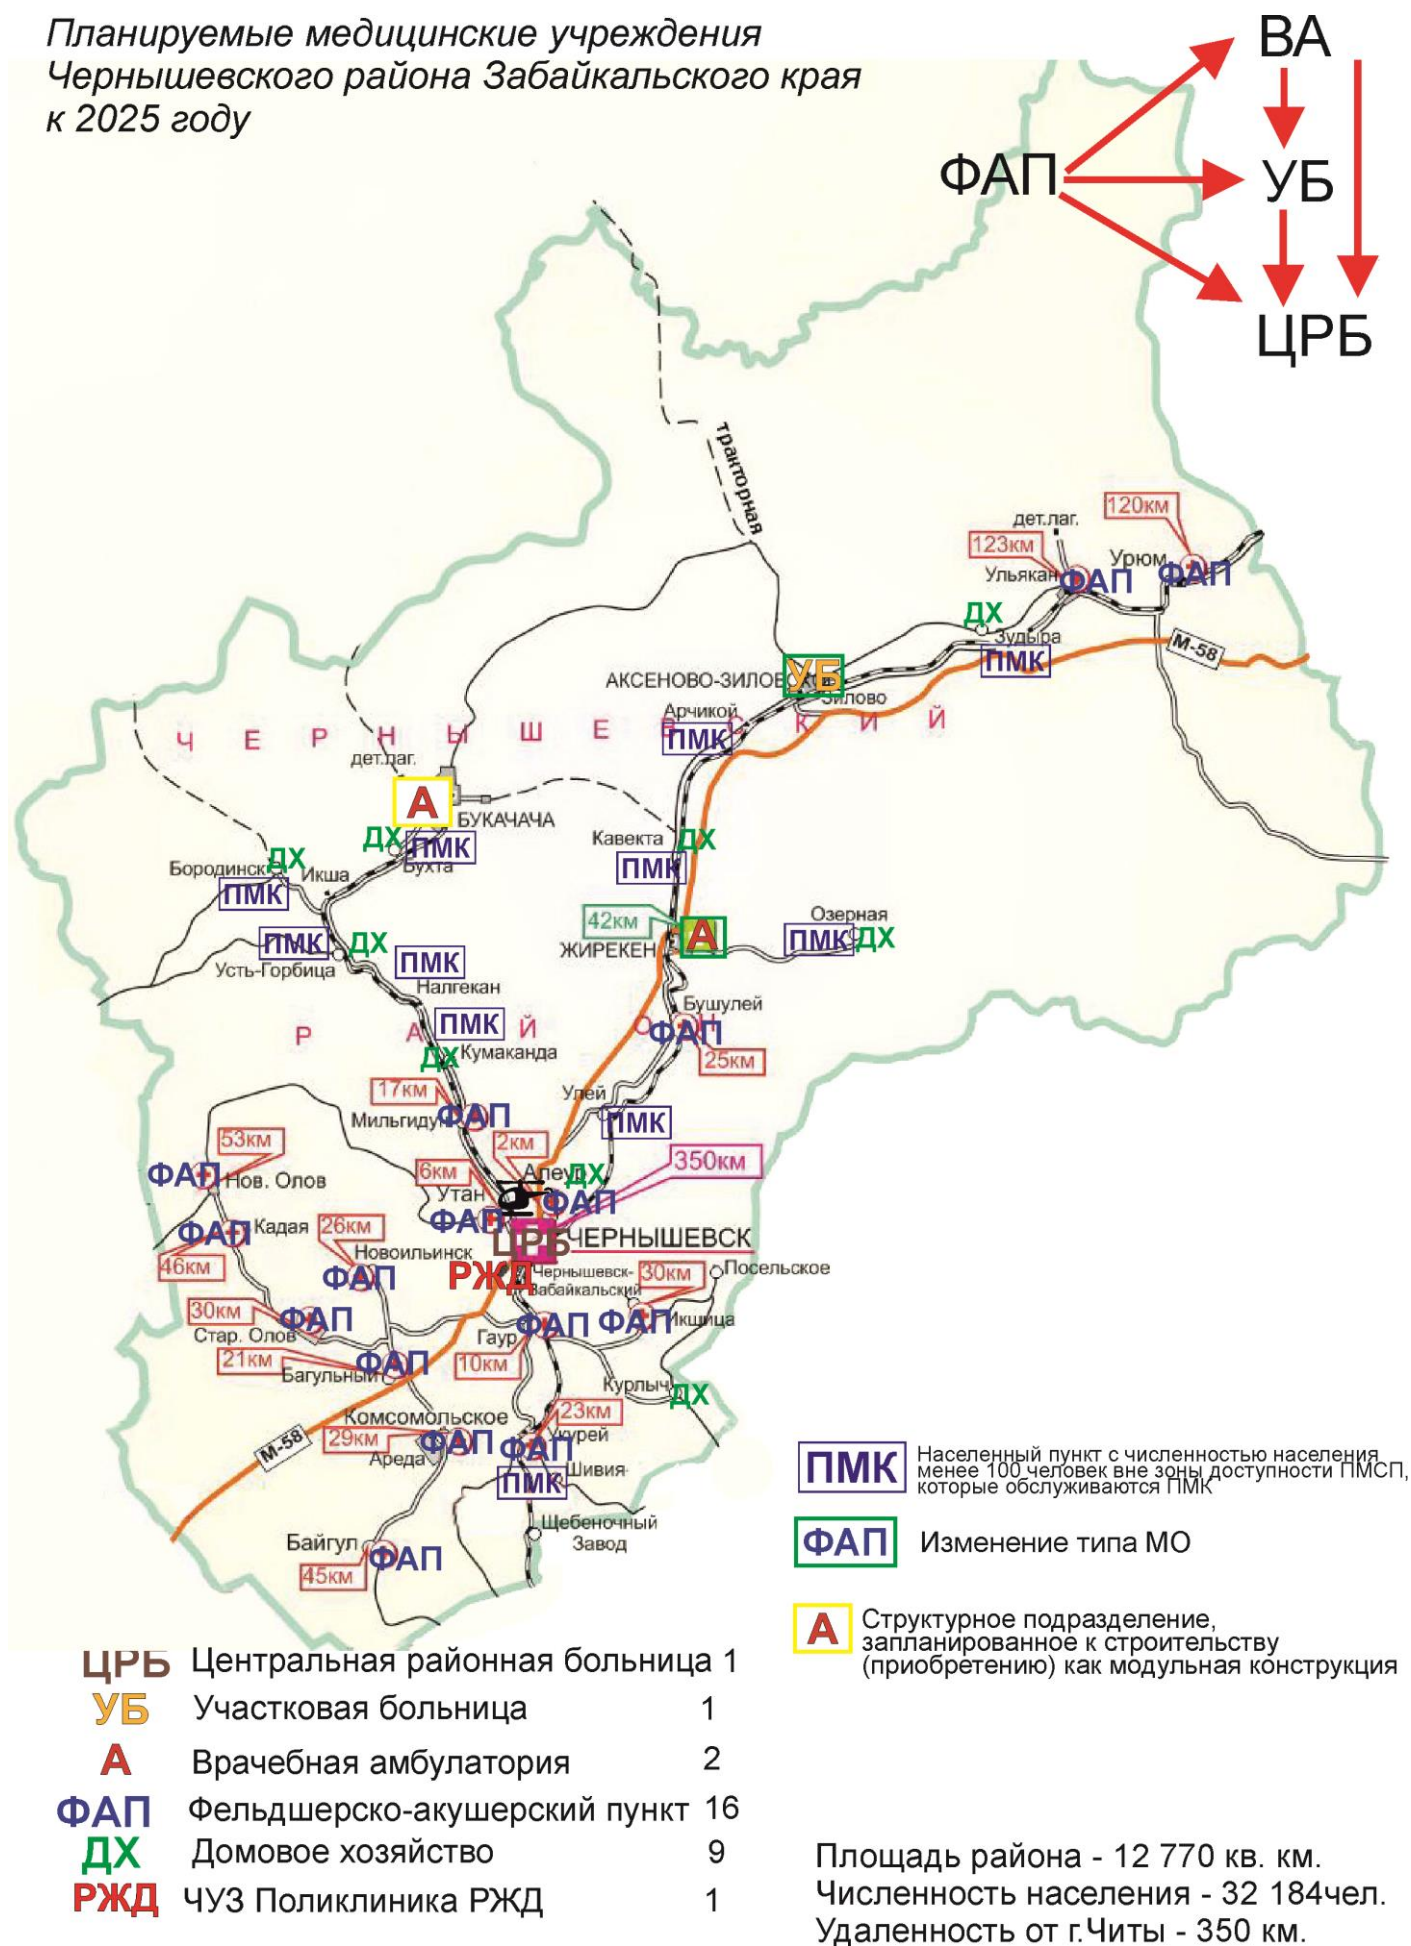 Планируемые медицинские учреждения
Чернышевского района Забайкальского края
к 2025 году
ВА
ФАП
УБ
ЦРБ
тракторная
120км
дет.лаг.
123км
Урюм
Ульякан
ФАП
ФАП
ДХ
Зудыра
ПМК
М-58
УБ
АКСЕНОВО-ЗИЛОВСКОЕ
Зилово
Арчикой
ПМК
ЧЕРНЫШЕВСКИЙ
дет.лаг.
А
БУКАЧАЧА
ДХ
ПМК
Бухта
Кавекта
ДХ
ПМК
Бородинск
ДХ
Икша
ПМК
42км
А
ЖИРЕКЕН
Озерная
ПМК
ДХ
ПМК
ДХ
Усть-Горбица
ПМК
Налгекан
Бушулей
РАЙОН
ФАП
25км
ПМК
ДХ
Кумаканда
17км
Мильгидун
ФАП
Улей
ПМК
53км
ФАП
Нов. Олов
2км
Алеур
ДХ
350км
6км
Утан
ФАП
ФАП
ФАП
Кадая
46км
26км
Новоильинск
ФАП
ЦРБ
ЧЕРНЫШЕВСК
РЖД
Чернышевск-
Забайкальский
30км
Посельское
30км
ФАП
Стар. Олов
Гаур
ФАП
ФАП
Икшица
21км
ФАП
Багульный
10км
Курлыч
ДХ
Комсомольское
29км
ФАП
Ареда
23км
Укурей
ФАП
Шивия
ПМК
М-58
Щебеночный
Завод
Байгул
ФАП
45км
ПМК
Населенный пункт с численностью населения
менее 100 человек вне зоны доступности ПМСП,
которые обслуживаются ПМК
ФАП Изменение типа МО
А
Структурное подразделение,
запланированное к строительству
(приобретению) как модульная конструкция
ЦРБ Центральная районная больница 1
УБ Участковая больница 1
А Врачебная амбулатория 2
ФАП Фельдшерско-акушерский пункт 16
ДХ Домовое хозяйство 9
РЖД ЧУЗ Поликлиника РЖД 1
Площадь района - 12 770 кв. км.
Численность населения - 32 184чел.
Удаленность от г.Читы - 350 км.